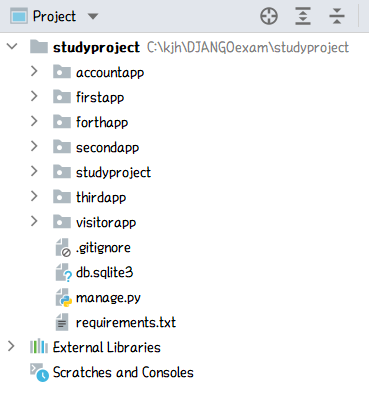 Project
studyproject C:\kjh\DJANGOexam\studyproject
accountapp
firstapp
forthapp
secondapp
studyproject
thirdapp
visitorapp
.gitignore
db.sqlite3
manage.py
requirements.txt
External Libraries
Scratches and Consoles